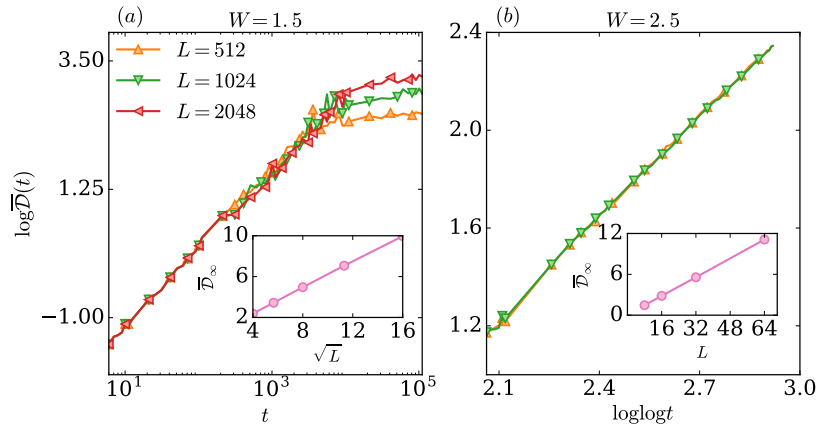 (a) W = 1.5
3.50
1.25
−1.00
log𝒟̅(t)
L = 512
L = 1024
L = 2048
10¹ 10³ 10⁵
t
10
6
2
𝒟̅∞
4 8 16
√L
(b) W = 2.5
2.4
2.0
1.6
1.2
2.1 2.4 2.7 3.0
loglogt
12
6
0
𝒟̅∞
16 32 48 64
L